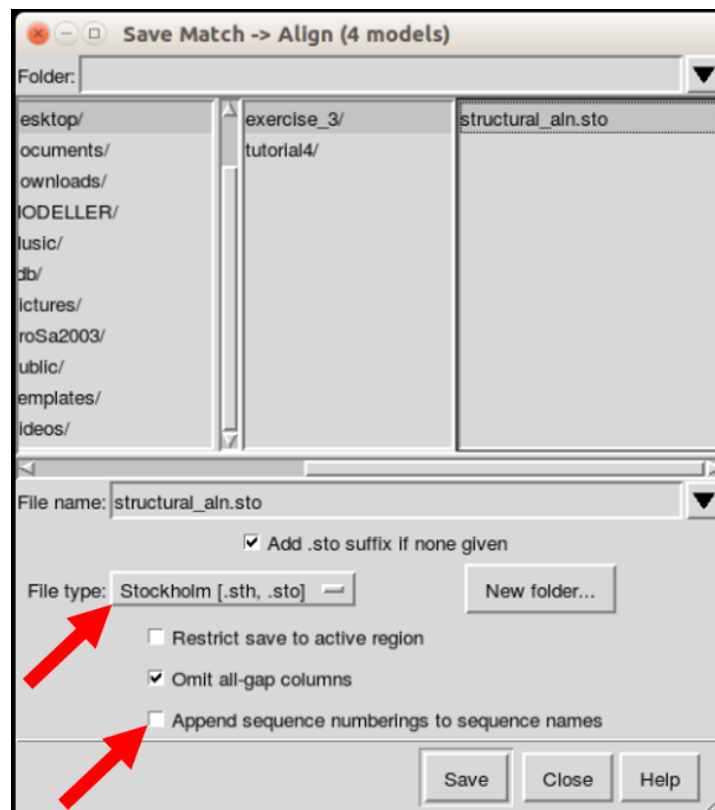 Save Match -> Align (4 models)
Folder:
esktop/ exercise_3/ structural_aln.sto
ocuments/ tutorial4/
ownloads/
IODELLER/
lusic/
db/
ictures/
roSa2003/
ublic/
emplates/
ideos/
File name: structural_aln.sto
Add .sto suffix if none given
File type: Stockholm [.sth, .sto] New folder...
Restrict save to active region
Omit all-gap columns
Append sequence numberings to sequence names
Save Close Help